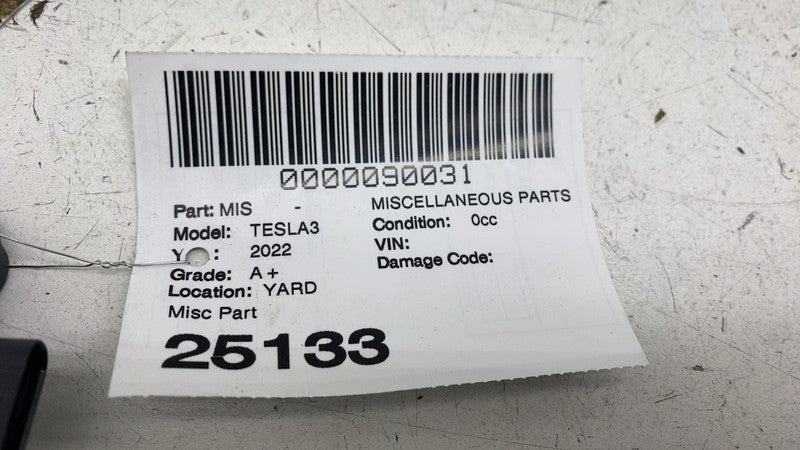 0000090031
Part: MIS - MISCELLANEOUS PARTS
Model: TESLA3 Condition: 0cc
Y : 2022 VIN:
Grade: A+ Damage Code:
Location: YARD
Misc Part
25133